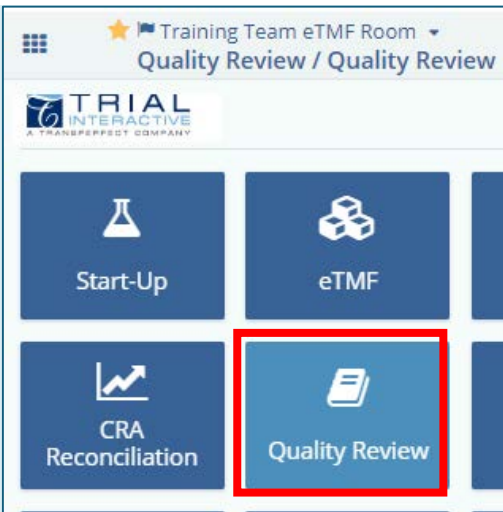 Training Team eTMF Room
Quality Review / Quality Review
TRIAL
INTERACTIVE
A TRANSPERFECT COMPANY
Start-Up
eTMF
CRA
Reconciliation
Quality Review